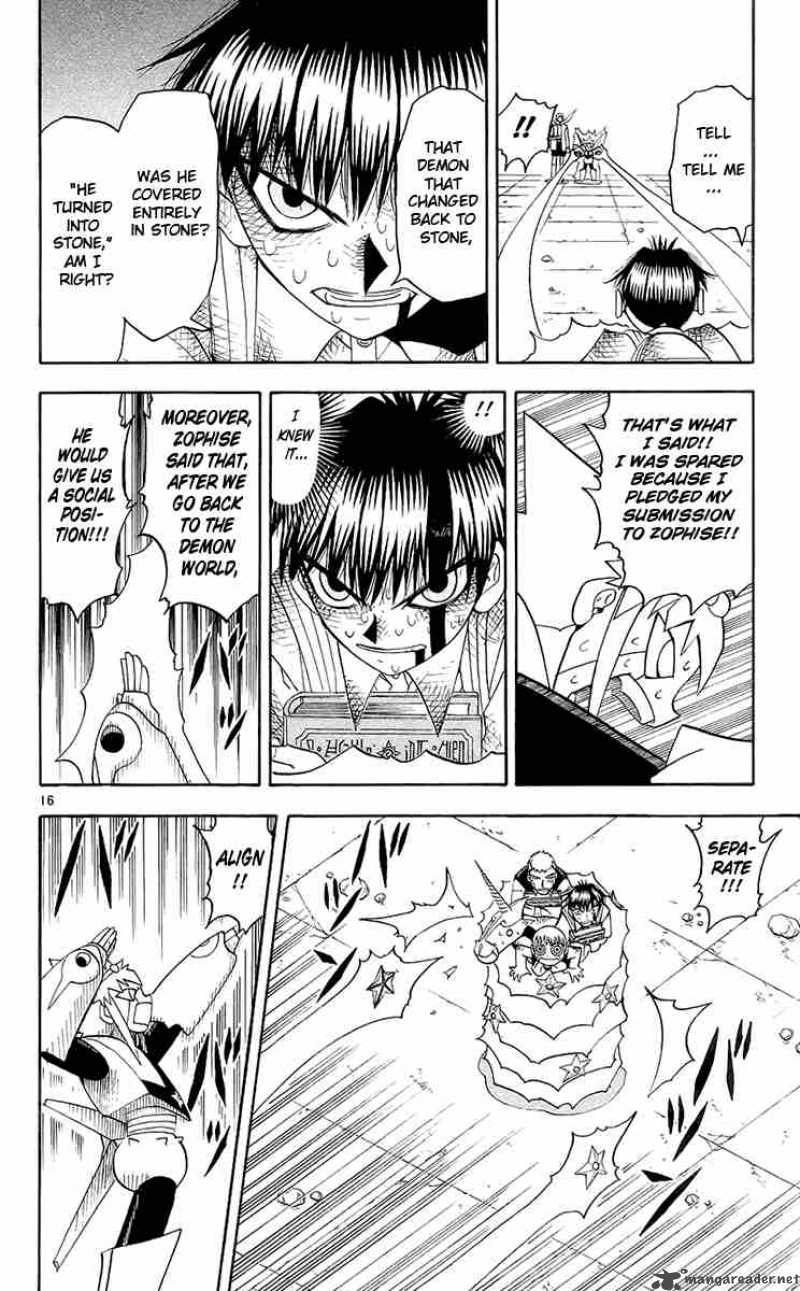 TELL
...
TELL ME
...
!!
THAT
DEMON
THAT
CHANGED
BACK TO
STONE,
WAS HE
COVERED
ENTIRELY
IN STONE?
"HE
TURNED
INTO
STONE,"
AM I
RIGHT?
THAT'S WHAT
I SAID!!
I WAS SPARED
BECAUSE I
PLEDGED MY
SUBMISSION
TO ZOPHISE!!
!!
I
KNEW
IT...
MOREOVER,
ZOPHISE
SAID THAT,
AFTER WE
GO BACK
TO THE
DEMON
WORLD,
HE
WOULD
GIVE US
A SOCIAL
POSI-
TION!!!
16
SEPA-
RATE
!!!
ALIGN
!!
mangareader.net